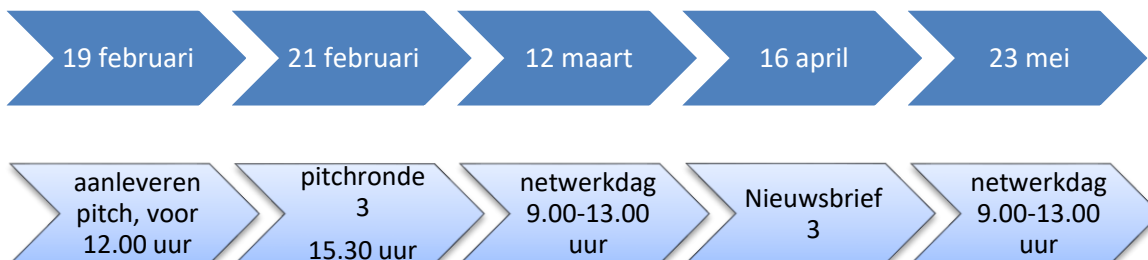 19 februari
21 februari
12 maart
16 april
23 mei
aanleveren
pitch, voor
12.00 uur
pitchronde
3
15.30 uur
netwerkdag
9.00-13.00
uur
Nieuwsbrief
3
netwerkdag
9.00-13.00
uur